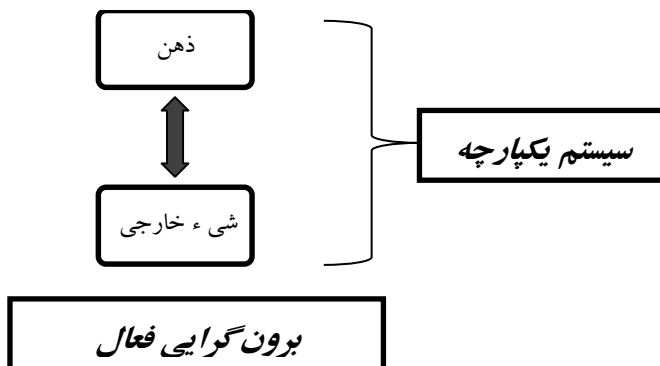 ذهن
سیستم یکپارچه
شی ء خارجی
برون‌گرایی فعال